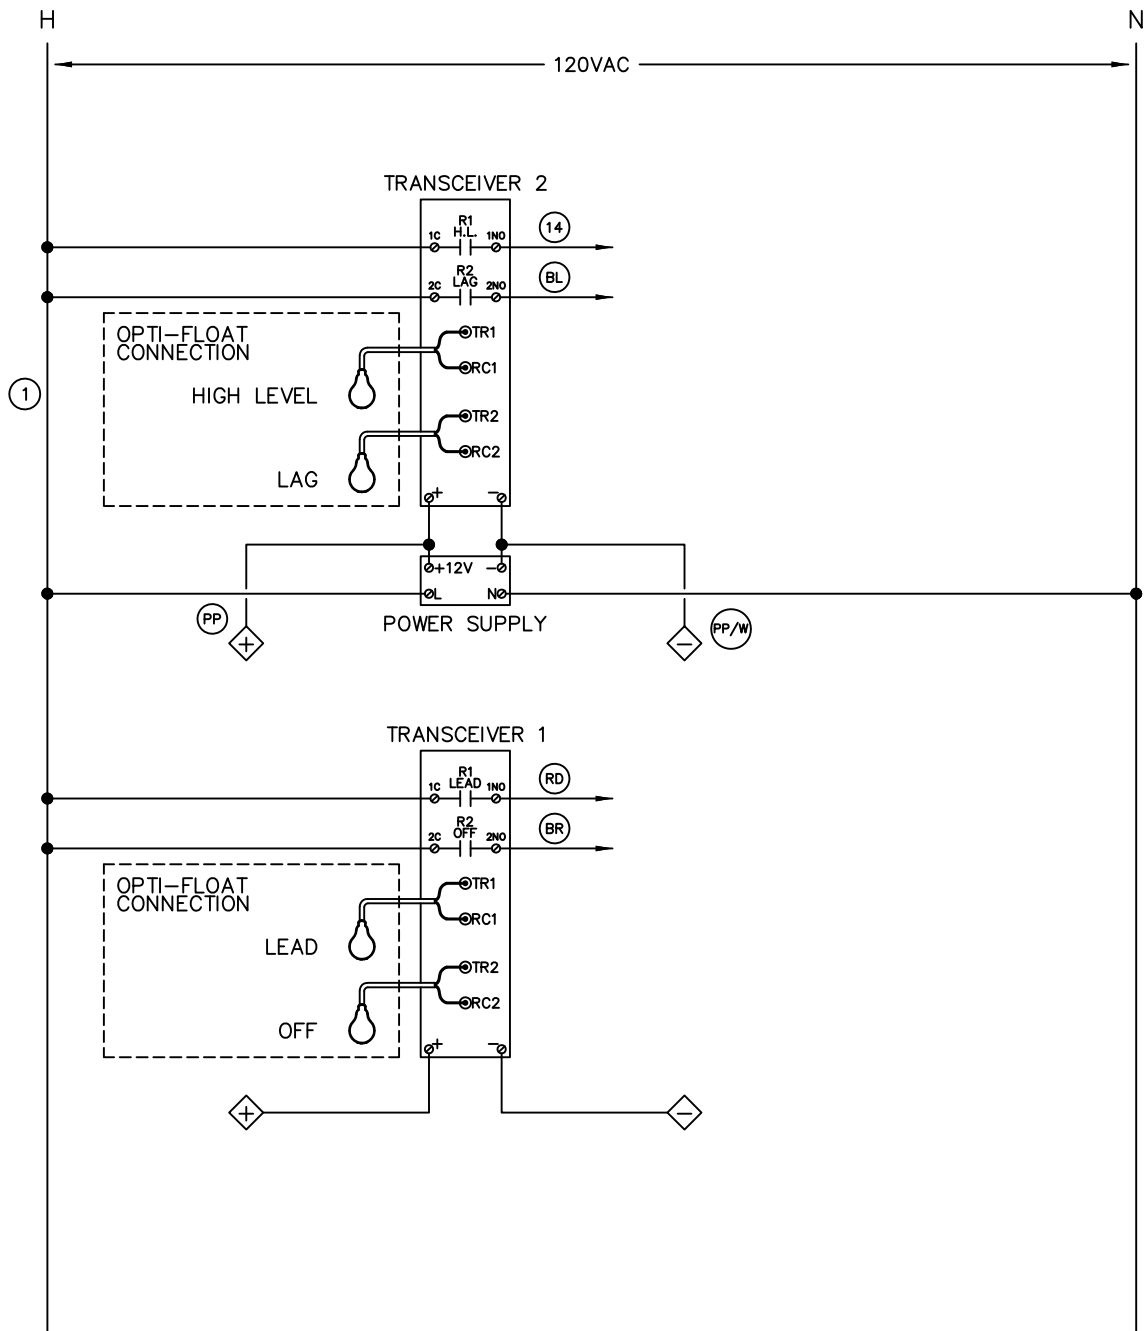 H
N
120VAC
TRANSCEIVER 2
R1
H.L.
1C
1NO
14
R2
LAG
2C
2NO
BL
OPTI-FLOAT
CONNECTION
TR1
RC1
HIGH LEVEL
1
TR2
RC2
LAG
+
-
+12V
-
L
N
PP
POWER SUPPLY
PP/W
+
-
TRANSCEIVER 1
R1
LEAD
1C
1NO
RD
R2
OFF
2C
2NO
BR
OPTI-FLOAT
CONNECTION
TR1
RC1
LEAD
TR2
RC2
OFF
+
-
+
-